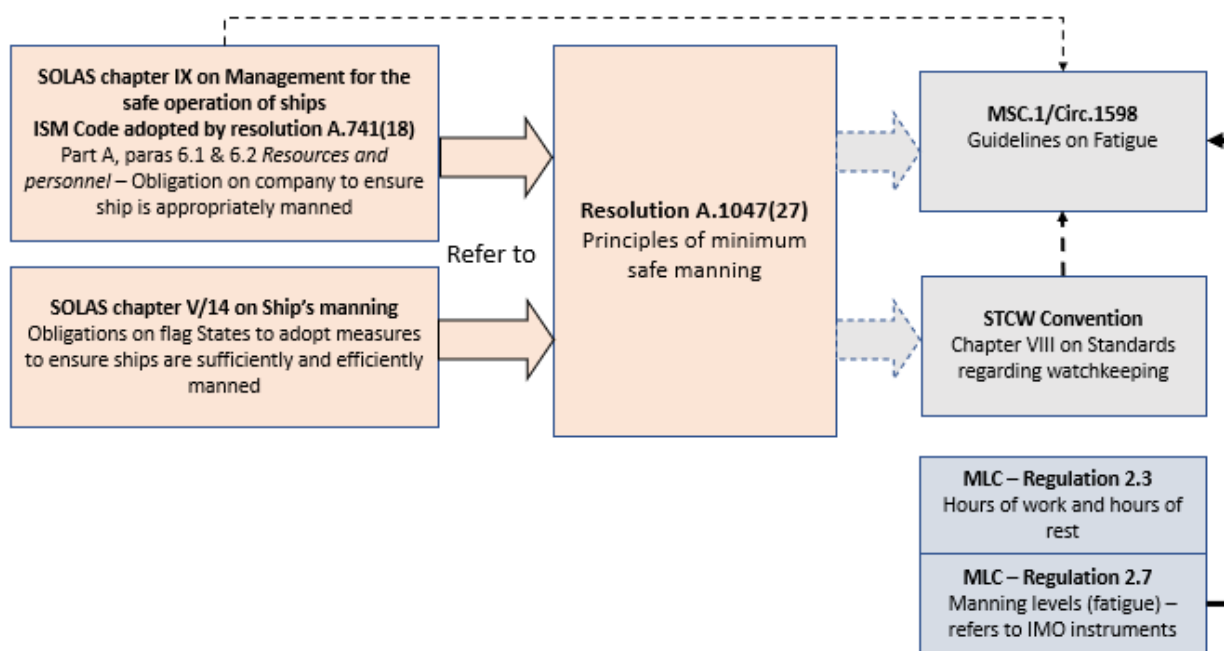 SOLAS chapter IX on Management for the
safe operation of ships
ISM Code adopted by resolution A.741(18)
Part A, paras 6.1 & 6.2 Resources and
personnel – Obligation on company to ensure
ship is appropriately manned
Refer to
SOLAS chapter V/14 on Ship’s manning
Obligations on flag States to adopt measures
to ensure ships are sufficiently and efficiently
manned
Resolution A.1047(27)
Principles of minimum
safe manning
MSC.1/Circ.1598
Guidelines on Fatigue
STCW Convention
Chapter VIII on Standards
regarding watchkeeping
MLC – Regulation 2.3
Hours of work and hours of
rest
MLC – Regulation 2.7
Manning levels (fatigue) –
refers to IMO instruments